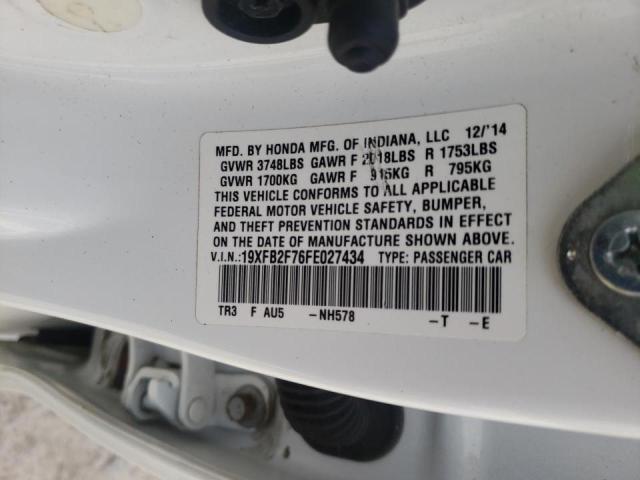 MFD. BY HONDA MFG. OF INDIANA, LLC 12/'14
GVWR 3748LBS GAWR F 2018LBS R 1753LBS
GVWR 1700KG GAWR F 915KG R 795KG
THIS VEHICLE CONFORMS TO ALL APPLICABLE
FEDERAL MOTOR VEHICLE SAFETY, BUMPER,
AND THEFT PREVENTION STANDARDS IN EFFECT
ON THE DATE OF MANUFACTURE SHOWN ABOVE.
V.I.N.:19XFB2F76FE027434 TYPE: PASSENGER CAR
TR3 F AU5 -NH578 -T -E